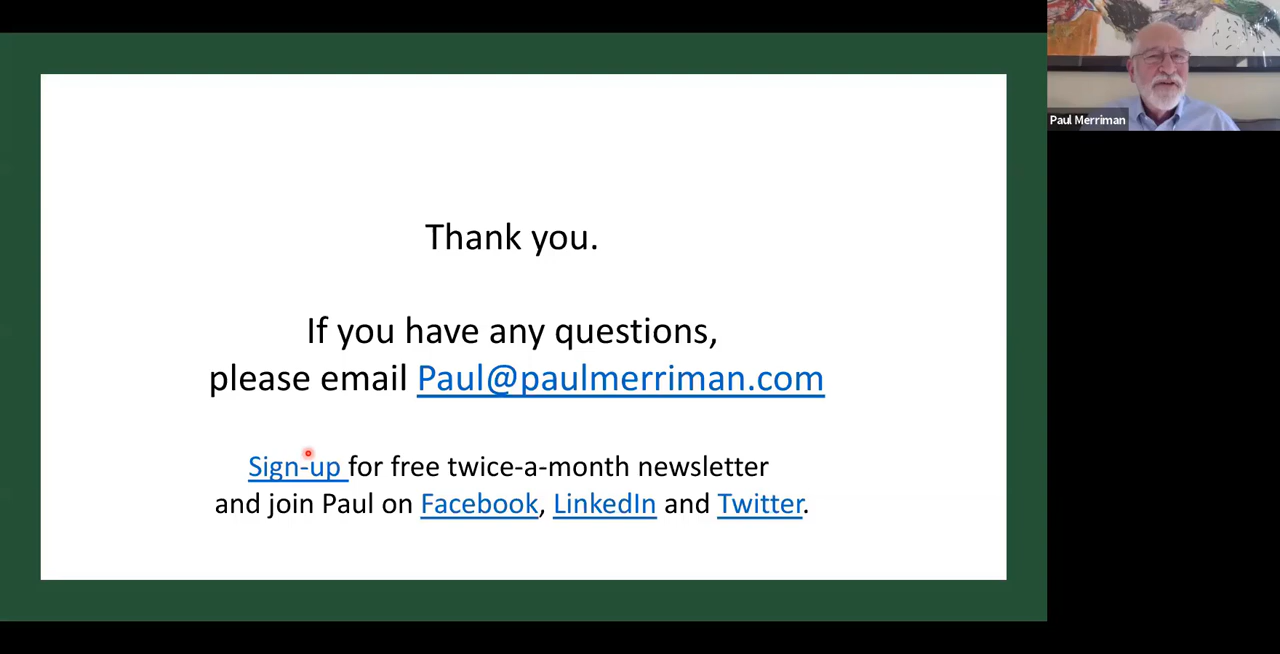 Thank you.
If you have any questions,
please email Paul@paulmerriman.com
Sign-up for free twice-a-month newsletter
and join Paul on Facebook, LinkedIn and Twitter.
Paul Merriman